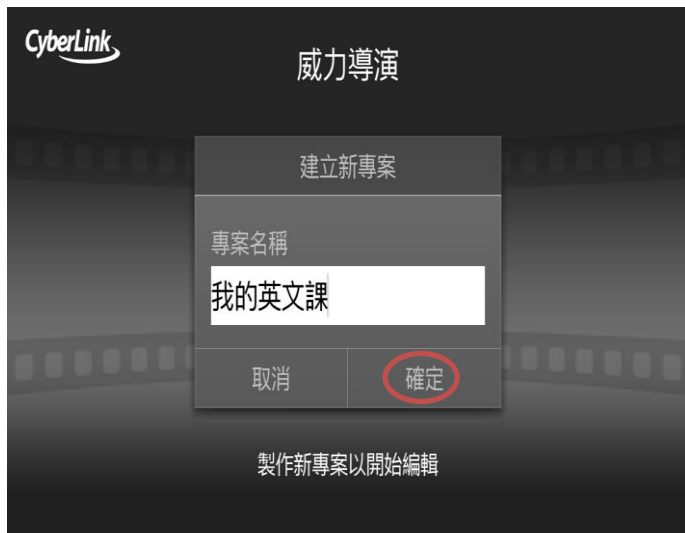 CyberLink
威力導演
建立新專案
專案名稱
我的英文課
取消 確定
製作新專案以開始編輯